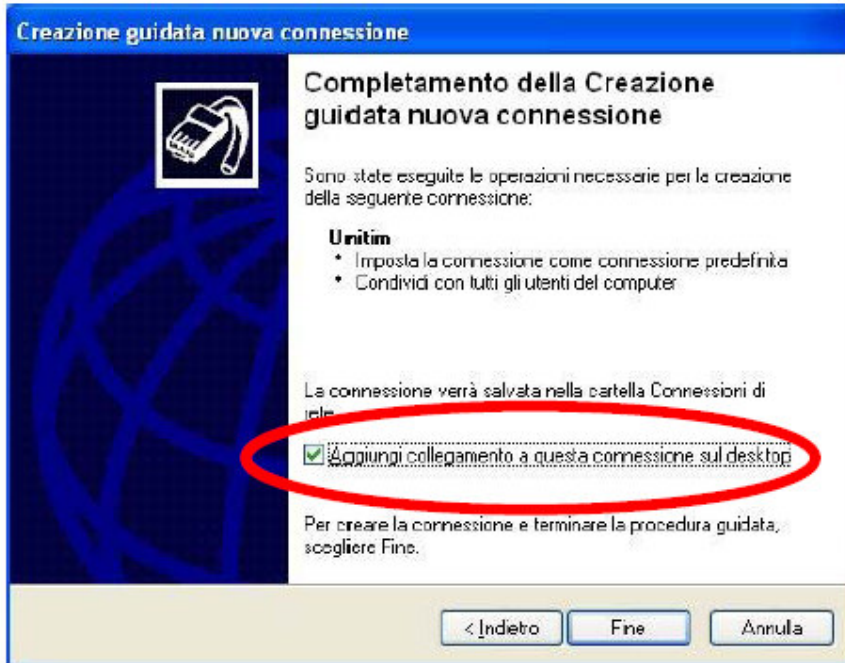 Creazione guidata nuova connessione
Completamento della Creazione
guidata nuova connessione
Sono state eseguite le operazioni necessarie per la creazione
della seguente connessione:
Unitim
• Imposta la connessione come connessione predefinita
• Condividi con tutti gli utenti del computer
La connessione verrà salvata nella cartella Connessioni di
rete.
Aggiungi collegamento a questa connessione sul desktop
Per creare la connessione e terminare la procedura guidata,
scegliere Fine.
< Indietro Fine Annulla